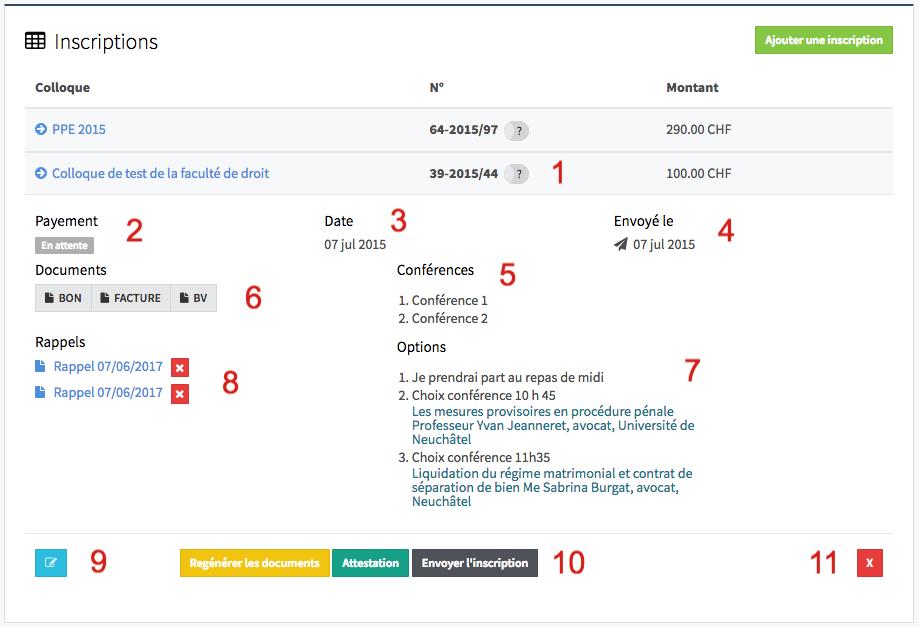 Inscriptions
Ajouter une inscription
Colloque N° Montant
PPE 2015 64-2015/97 ? 290.00 CHF
Colloque de test de la faculté de droit 39-2015/44 ? 1 100.00 CHF
Payement 2 Date 3 Envoyé le 4
En attente 07 jul 2015 07 jul 2015
Documents Conférences 5
BON FACTURE BV 6
1. Conférence 1
2. Conférence 2
Rappels Options
Rappel 07/06/2017 x
Rappel 07/06/2017 x
8
7
1. Je prendrai part au repas de midi
2. Choix conférence 10 h 45
Les mesures provisoires en procédure pénale
Professeur Yvan Jeanneret, avocat, Université de
Neuchâtel
3. Choix conférence 11h35
Liquidation du régime matrimonial et contrat de
séparation de bien Me Sabrina Burgat, avocat,
Neuchâtel
9 Regénérer les documents Attestation Envoyer l'inscription 10 11 X